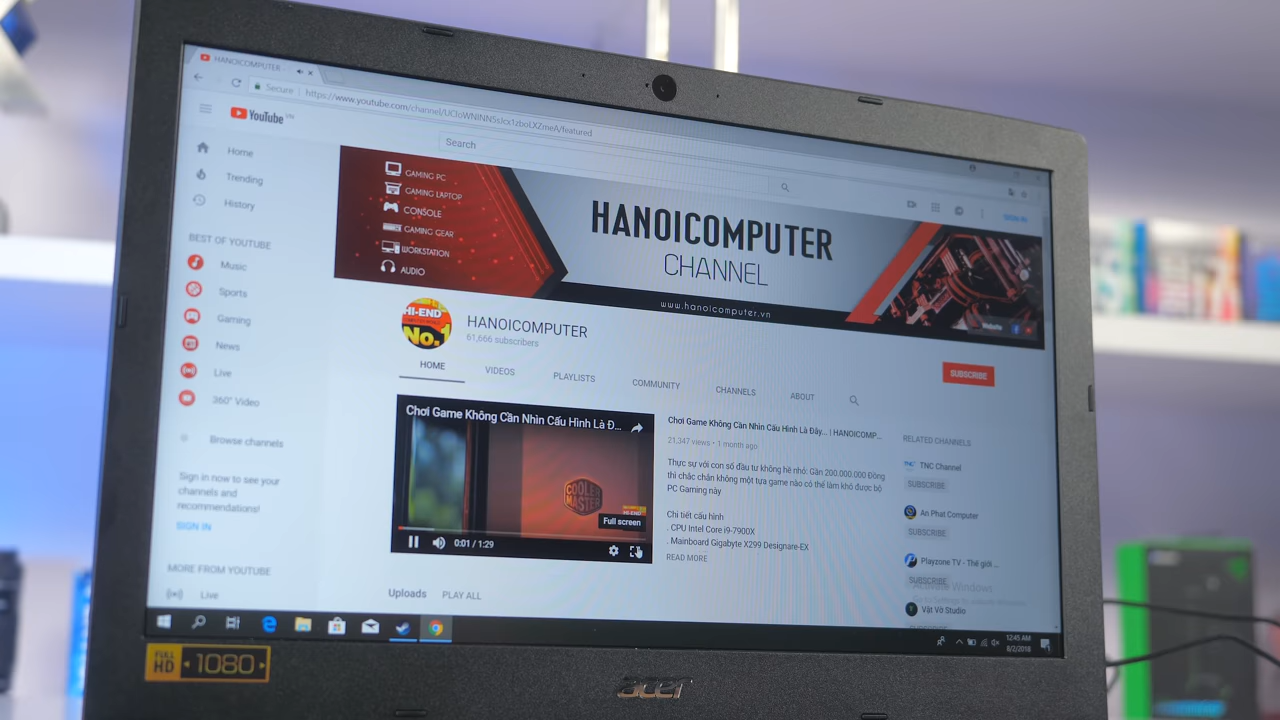 HANOICOMPUTER
Secure
https://www.youtube.com/channel/
/featured
YouTube VN
Search
SIGN IN
Home
Trending
History
BEST OF YOUTUBE
Music
Sports
Gaming
News
Live
360° Video
Browse channels
Sign in now to see your
channels and
recommendations!
SIGN IN
MORE FROM YOUTUBE
Live
GAMING PC
GAMING LAPTOP
CONSOLE
GAMING GEAR
WORKSTATION
AUDIO
HANOICOMPUTER
CHANNEL
www.hanoicomputer.vn
Website
HI-END
No.1
HANOICOMPUTER
61,666 subscribers
SUBSCRIBE
HOME
VIDEOS
PLAYLISTS
COMMUNITY
CHANNELS
ABOUT
Chơi Game Không Cần Nhìn Cấu Hình Là Đ...
COOLER
MASTER
HI-END
Full screen
0:01 / 1:29
Chơi Game Không Cần Nhìn Cấu Hình Là Đây... | HANOICOMP...
21,347 views • 1 month ago
Thực sự với con số đầu tư không hề nhỏ: Gần 200.000.000 Đồng
thì chắc chắn không một tựa game nào có thể làm khó được bộ
PC Gaming này
Chi tiết cấu hình
. CPU Intel Core i9-7900X
. Mainboard Gigabyte X299 Designare-EX
READ MORE
RELATED CHANNELS
TNC Channel
SUBSCRIBE
An Phat Computer
SUBSCRIBE
Playzone TV - Thế giới ...
SUBSCRIBE
Vật Vờ Studio
Activate Windows
Uploads
PLAY ALL
12:45 AM
8/2/2018
FULL
HD
1080
acer